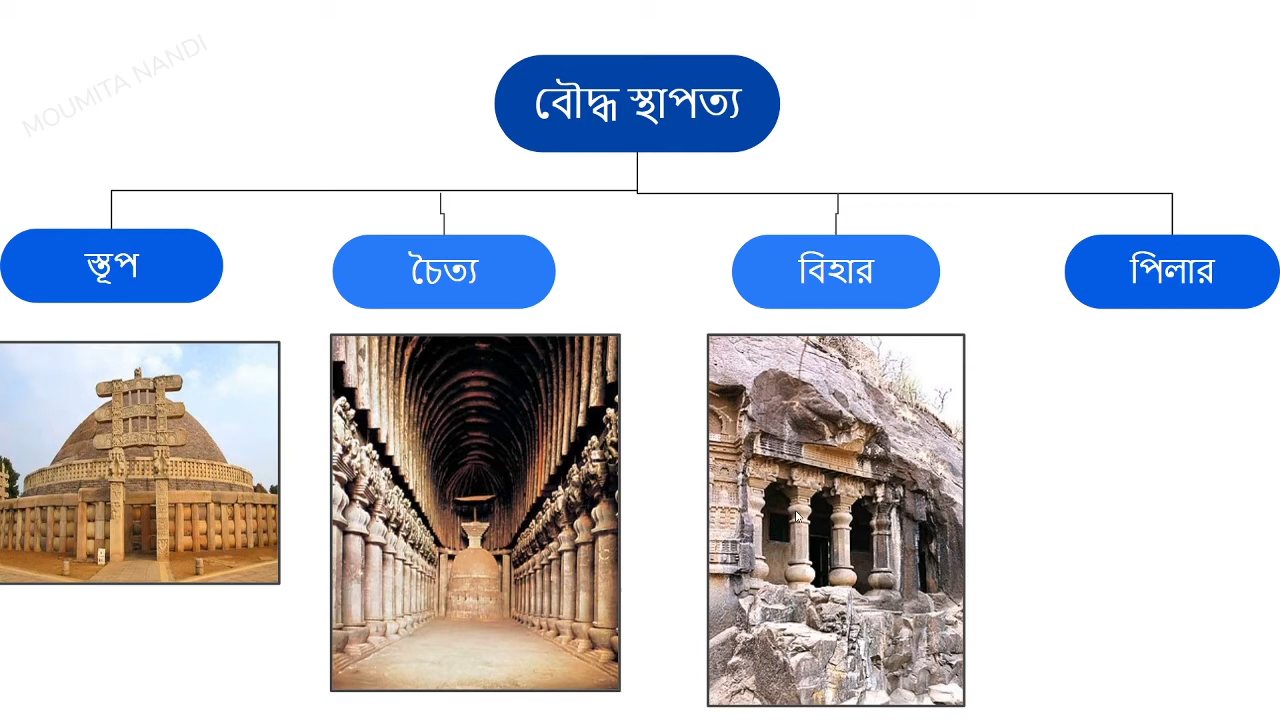 MOUMITA NANDI
বৌদ্ধ স্থাপত্য
স্তূপ
চৈত্য
বিহার
পিলার